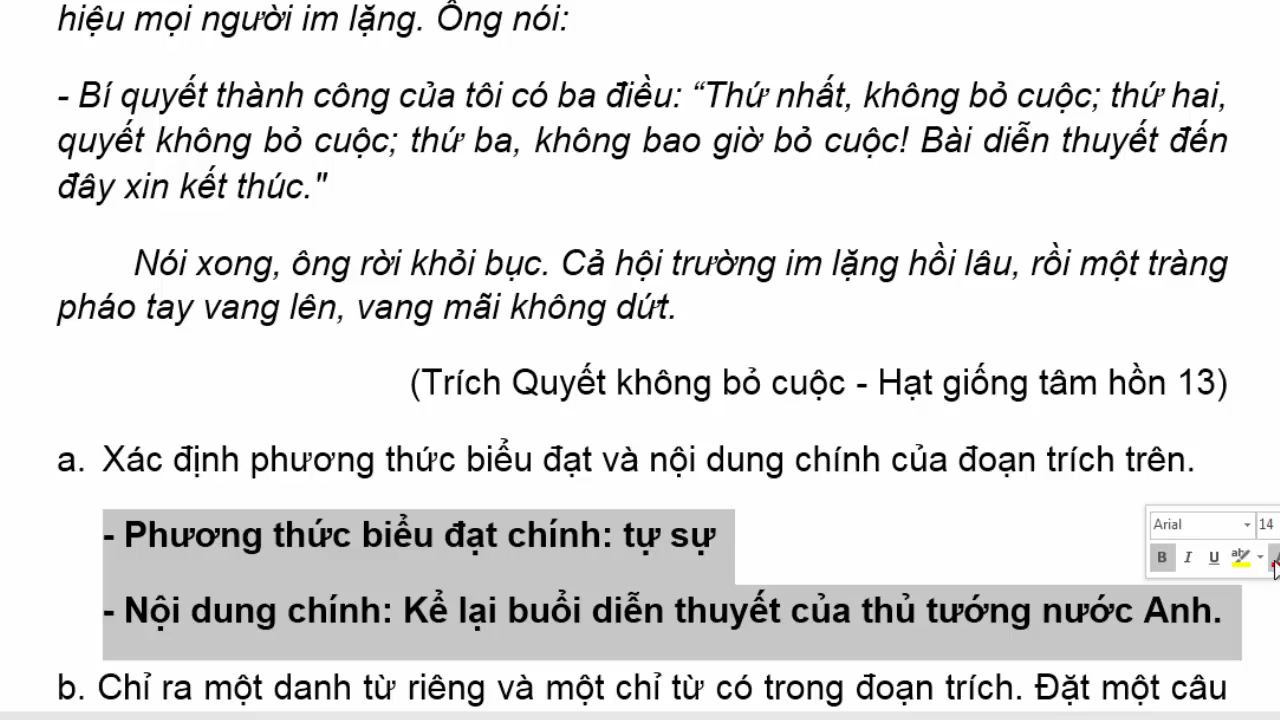 hiệu mọi người im lặng. Ông nói:
- Bí quyết thành công của tôi có ba điều: “Thứ nhất, không bỏ cuộc; thứ hai,
quyết không bỏ cuộc; thứ ba, không bao giờ bỏ cuộc! Bài diễn thuyết đến
đây xin kết thúc."
Nói xong, ông rời khỏi bục. Cả hội trường im lặng hồi lâu, rồi một tràng
pháo tay vang lên, vang mãi không dứt.
(Trích Quyết không bỏ cuộc - Hạt giống tâm hồn 13)
a. Xác định phương thức biểu đạt và nội dung chính của đoạn trích trên.
- Phương thức biểu đạt chính: tự sự
Arial 14
B I U ab
- Nội dung chính: Kể lại buổi diễn thuyết của thủ tướng nước Anh.
b. Chỉ ra một danh từ riêng và một chỉ từ có trong đoạn trích. Đặt một câu